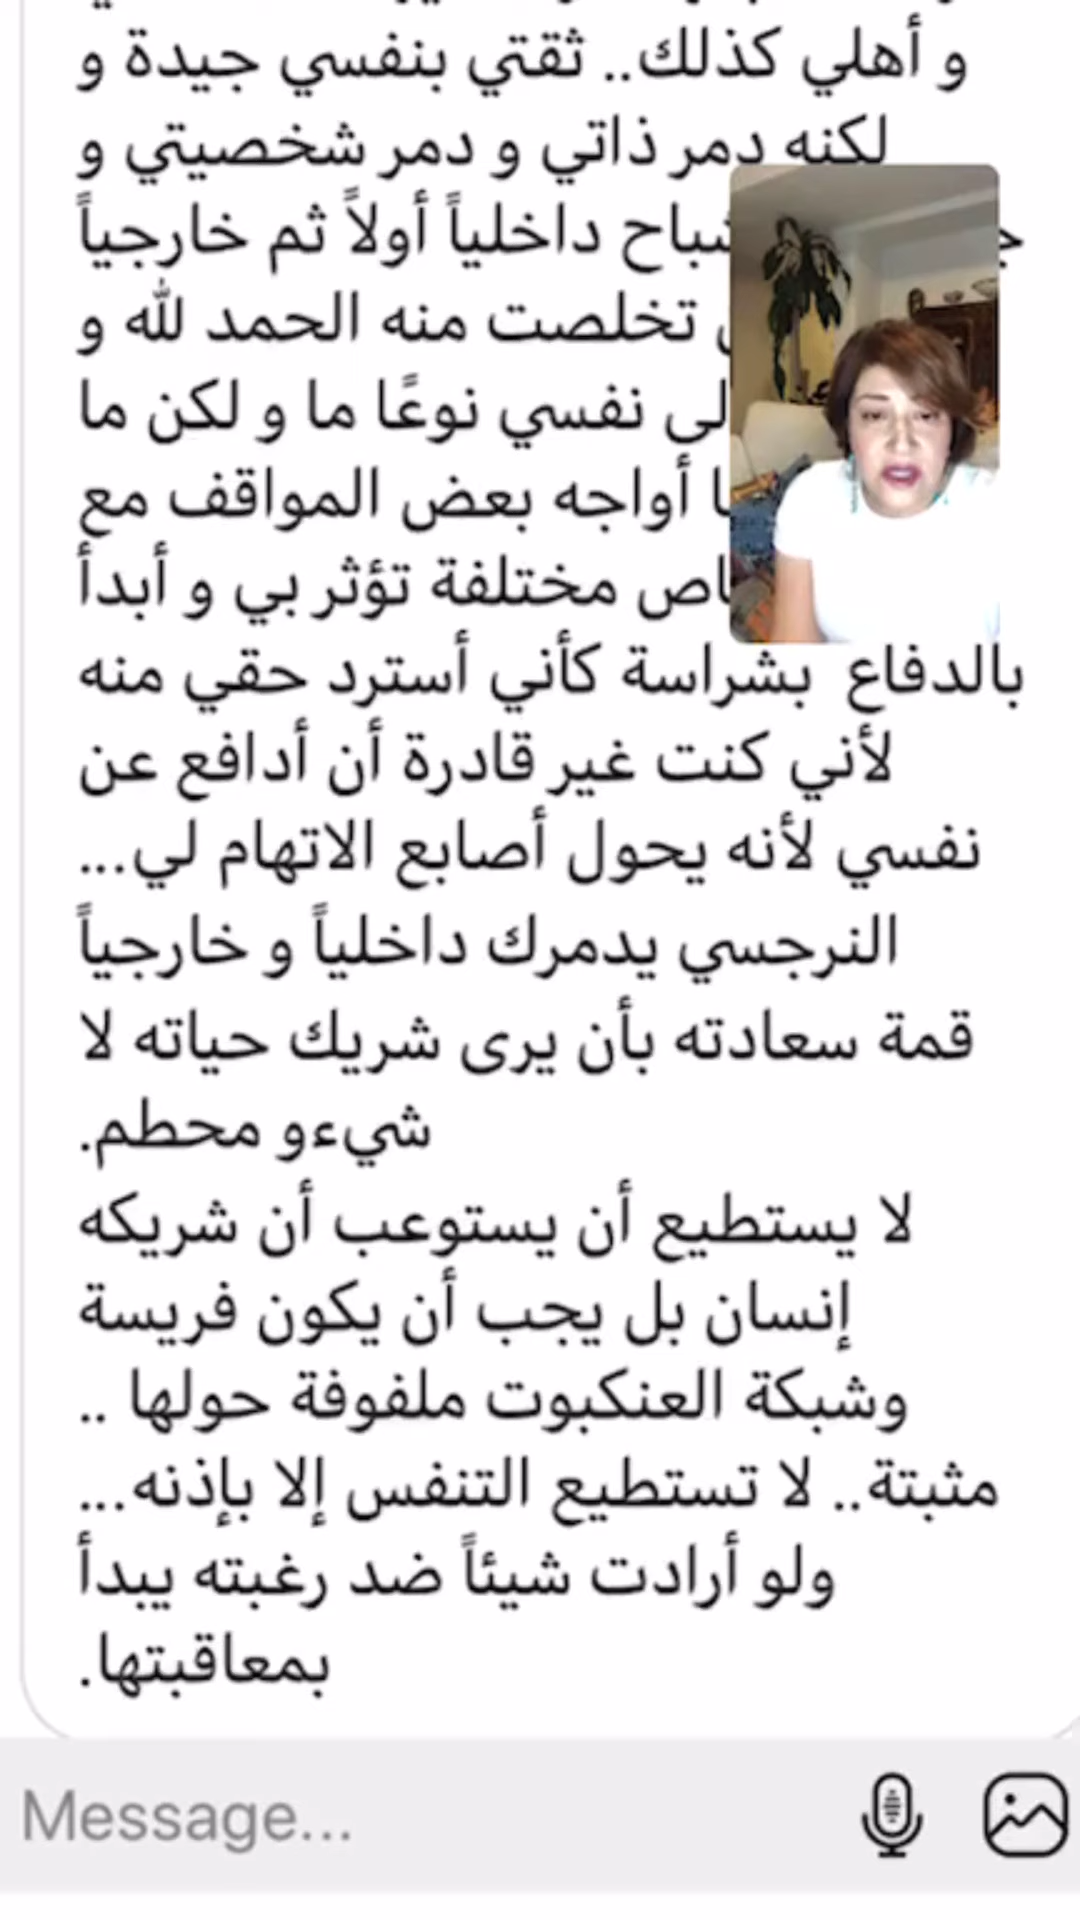 و أهلي كذلك.. ثقتي بنفسي جيدة و
لكنه دمر ذاتي و دمر شخصيتي و
داخلياً أولاً ثم خارجياً
تخلصت منه الحمد لله و
نفسي نوعًا ما و لكن ما
أواجه بعض المواقف مع
مختلفة تؤثر بي و أبدأ
بالدفاع بشراسة كأني أسترد حقي منه
لأني كنت غير قادرة أن أدافع عن
نفسي لأنه يحول أصابع الاتهام لي...
النرجسي يدمرك داخلياً و خارجياً
قمة سعادته بأن يرى شريك حياته لا
شيءو محطم.
لا يستطيع أن يستوعب أن شريكه
إنسان بل يجب أن يكون فريسة
وشبكة العنكبوت ملفوفة حولها ..
مثبتة.. لا تستطيع التنفس إلا بإذنه...
ولو أرادت شيئاً ضد رغبته يبدأ
بمعاقبتها.
Message...